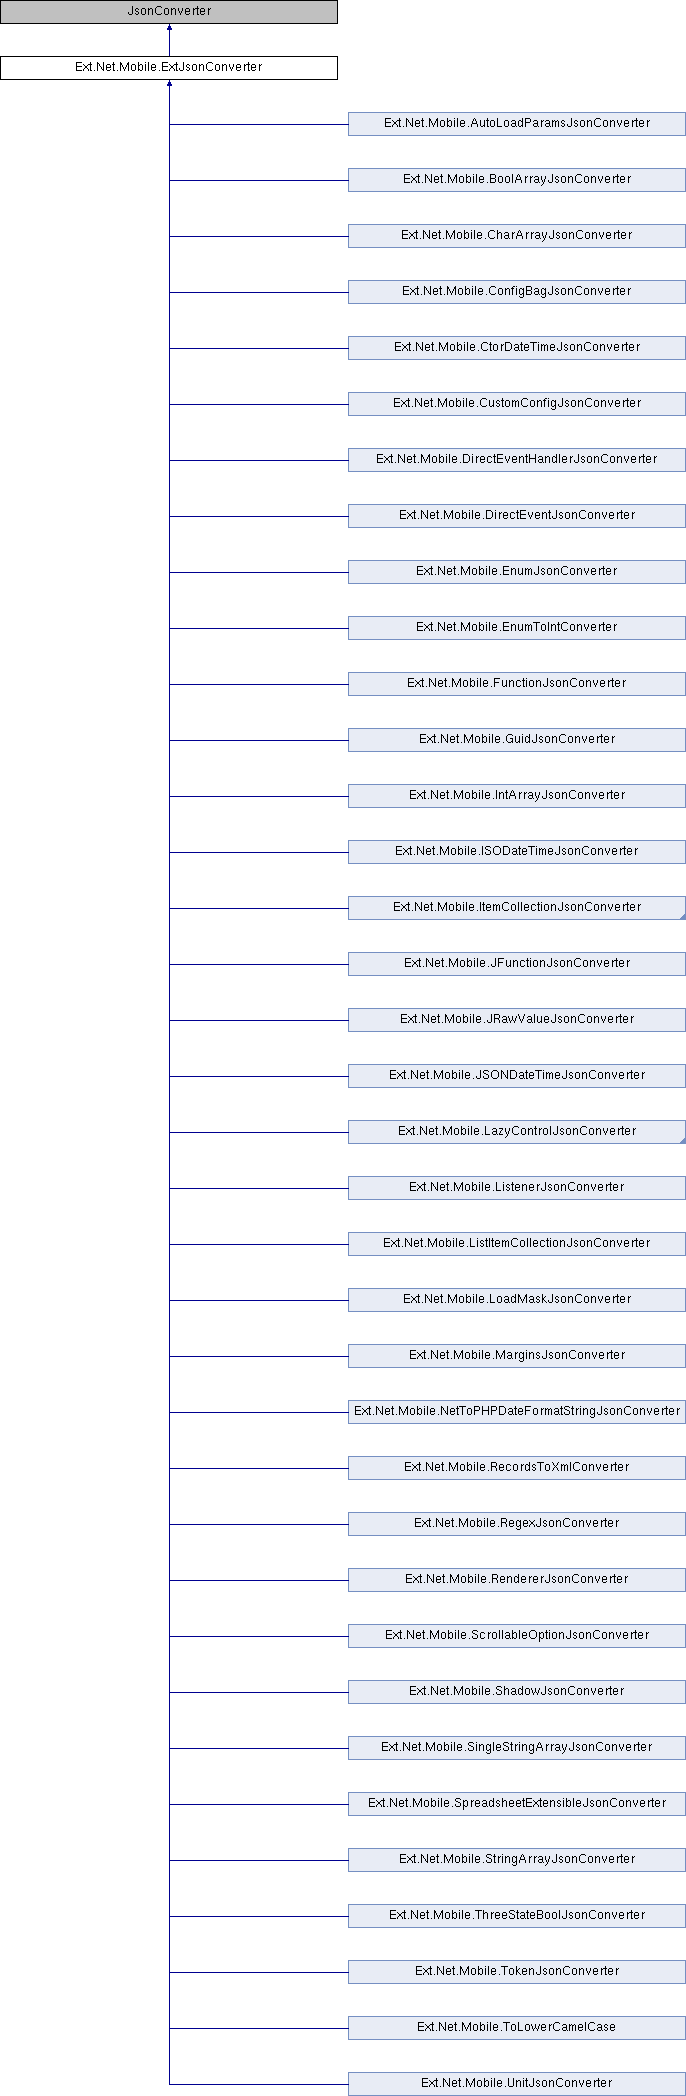 JsonConverter
Ext.Net.Mobile.ExtJsonConverter
Ext.Net.Mobile.AutoLoadParamsJsonConverter
Ext.Net.Mobile.BoolArrayJsonConverter
Ext.Net.Mobile.CharArrayJsonConverter
Ext.Net.Mobile.ConfigBagJsonConverter
Ext.Net.Mobile.CtorDateTimeJsonConverter
Ext.Net.Mobile.CustomConfigJsonConverter
Ext.Net.Mobile.DirectEventHandlerJsonConverter
Ext.Net.Mobile.DirectEventJsonConverter
Ext.Net.Mobile.EnumJsonConverter
Ext.Net.Mobile.EnumToIntConverter
Ext.Net.Mobile.FunctionJsonConverter
Ext.Net.Mobile.GuidJsonConverter
Ext.Net.Mobile.IntArrayJsonConverter
Ext.Net.Mobile.ISODateTimeJsonConverter
Ext.Net.Mobile.ItemCollectionJsonConverter
Ext.Net.Mobile.JFunctionJsonConverter
Ext.Net.Mobile.JRawValueJsonConverter
Ext.Net.Mobile.JSONDateTimeJsonConverter
Ext.Net.Mobile.LazyControlJsonConverter
Ext.Net.Mobile.ListenerJsonConverter
Ext.Net.Mobile.ListItemCollectionJsonConverter
Ext.Net.Mobile.LoadMaskJsonConverter
Ext.Net.Mobile.MarginsJsonConverter
Ext.Net.Mobile.NetToPHPDateFormatStringJsonConverter
Ext.Net.Mobile.RecordsToXmlConverter
Ext.Net.Mobile.RegexJsonConverter
Ext.Net.Mobile.RendererJsonConverter
Ext.Net.Mobile.ScrollableOptionJsonConverter
Ext.Net.Mobile.ShadowJsonConverter
Ext.Net.Mobile.SingleStringArrayJsonConverter
Ext.Net.Mobile.SpreadsheetExtensibleJsonConverter
Ext.Net.Mobile.StringArrayJsonConverter
Ext.Net.Mobile.ThreeStateBoolJsonConverter
Ext.Net.Mobile.TokenJsonConverter
Ext.Net.Mobile.ToLowerCamelCase
Ext.Net.Mobile.UnitJsonConverter